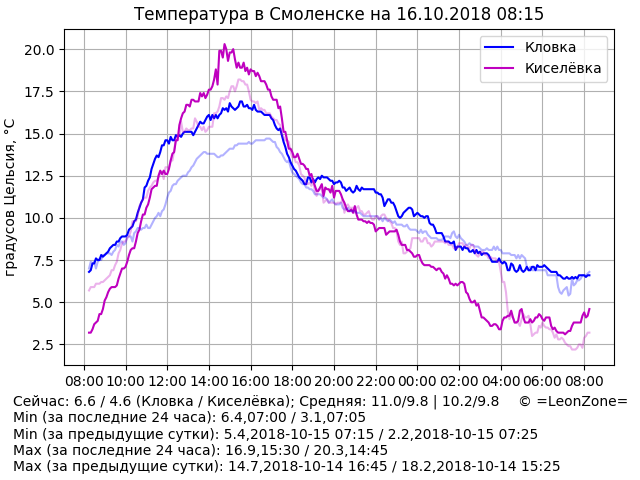 Температура в Смоленске на 16.10.2018 08:15
Кловка
Киселёвка
градусов Цельсия, °C
20.0
17.5
15.0
12.5
10.0
7.5
5.0
2.5
08:00 10:00 12:00 14:00 16:00 18:00 20:00 22:00 00:00 02:00 04:00 06:00 08:00
Сейчас: 6.6 / 4.6 (Кловка / Киселёвка); Средняя: 11.0/9.8 | 10.2/9.8 © =LeonZone=
Min (за последние 24 часа): 6.4,07:00 / 3.1,07:05
Min (за предыдущие сутки): 5.4,2018-10-15 07:15 / 2.2,2018-10-15 07:25
Max (за последние 24 часа): 16.9,15:30 / 20.3,14:45
Max (за предыдущие сутки): 14.7,2018-10-14 16:45 / 18.2,2018-10-14 15:25